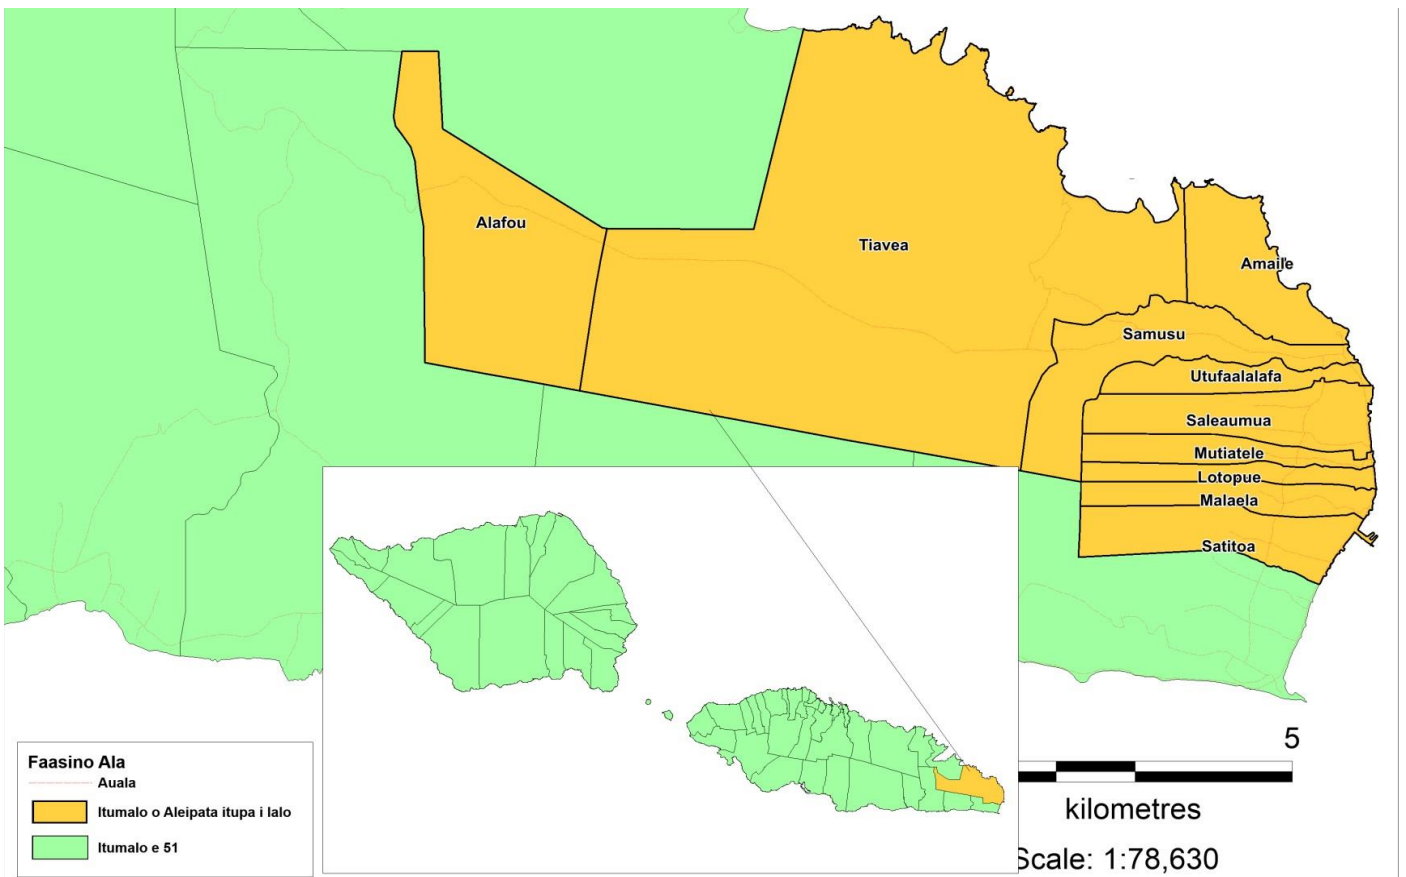 Alafou
Tiavea
Amaile
Samusu
Utufaalalafa
Saleaumua
Mutiatele
Lotopue
Malaela
Satitoa
Faasino Ala
Auala
Itumalo o Aleipata itupa i lalo
Itumalo e 51
5
kilometres
Scale: 1:78,630